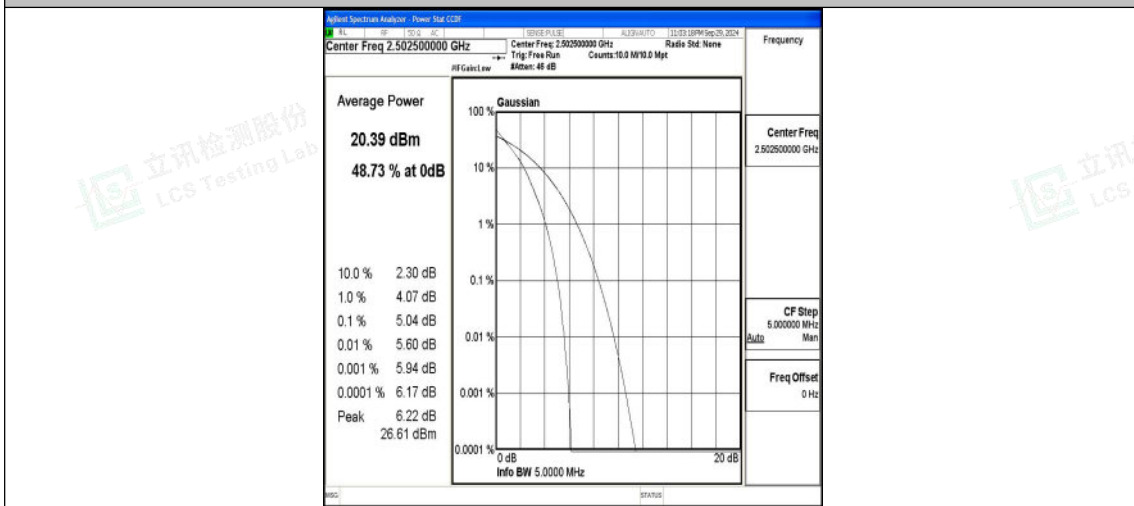 Agilent Spectrum Analyzer - Power Stat CCDF
RL RF 50 Ω AC SENSE:PULSE ALIGNAUTO 11:03:18PM Sep 29, 2024
Center Freq 2.502500000 GHz
Center Freq: 2.502500000 GHz Radio Std: None
Trig: Free Run Counts:10.0 M/10.0 Mpt
#IFGain:Low #Atten: 46 dB
Frequency
Average Power
20.39 dBm
48.73 % at 0dB
10.0 % 2.30 dB
1.0 % 4.07 dB
0.1 % 5.04 dB
0.01 % 5.60 dB
0.001 % 5.94 dB
0.0001 % 6.17 dB
Peak 6.22 dB
26.61 dBm
Gaussian
100 %
10 %
1 %
0.1 %
0.01 %
0.001 %
0.0001 %
0 dB 20 dB
Info BW 5.0000 MHz
Center Freq
2.502500000 GHz
CF Step
5.000000 MHz
Auto Man
Freq Offset
0 Hz
MSG STATUS
立讯检测股份
LCS Testing Lab
立讯
LCS